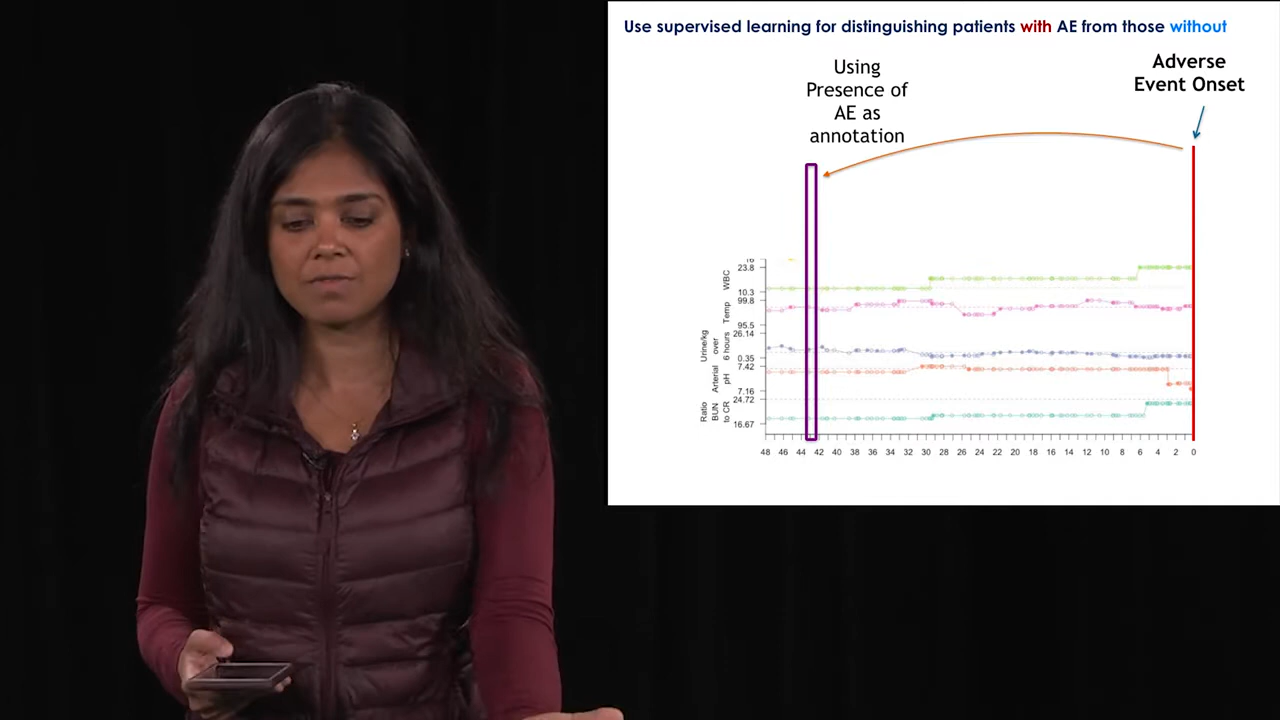 Use supervised learning for distinguishing patients with AE from those without
Using
Presence of
AE as
annotation
Adverse
Event Onset
WBC
23.8
10.3
Temp
99.8
95.5
Urine/kg
over
6 hours
26.14
0.35
Arterial
pH
7.42
7.16
Ratio
BUN
to CR
24.72
16.67
48 46 44 42 40 38 36 34 32 30 28 26 24 22 20 18 16 14 12 10 8 6 4 2 0